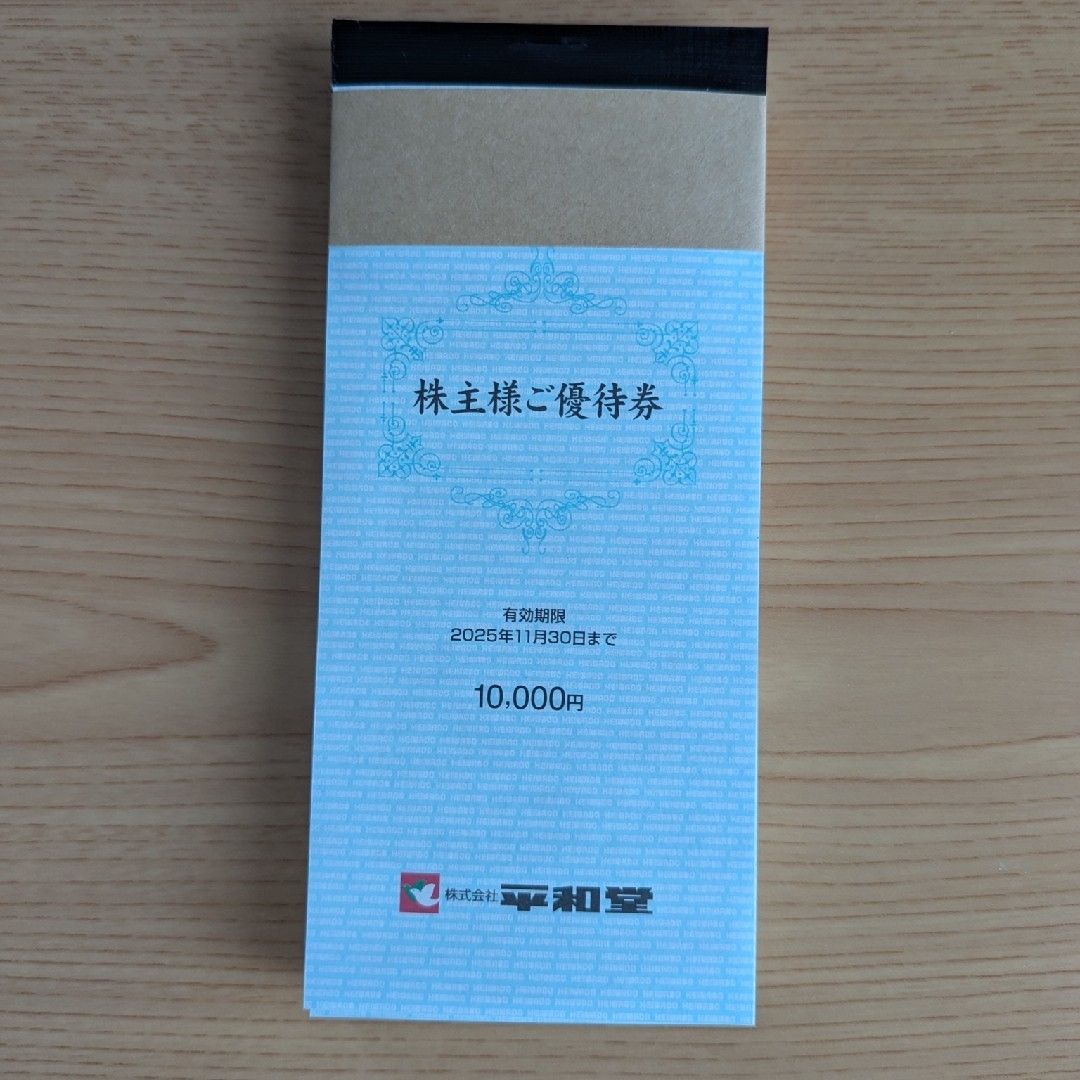 株主様ご優待券
有効期限
2025年11月30日まで
10,000円
株式会社 平和堂